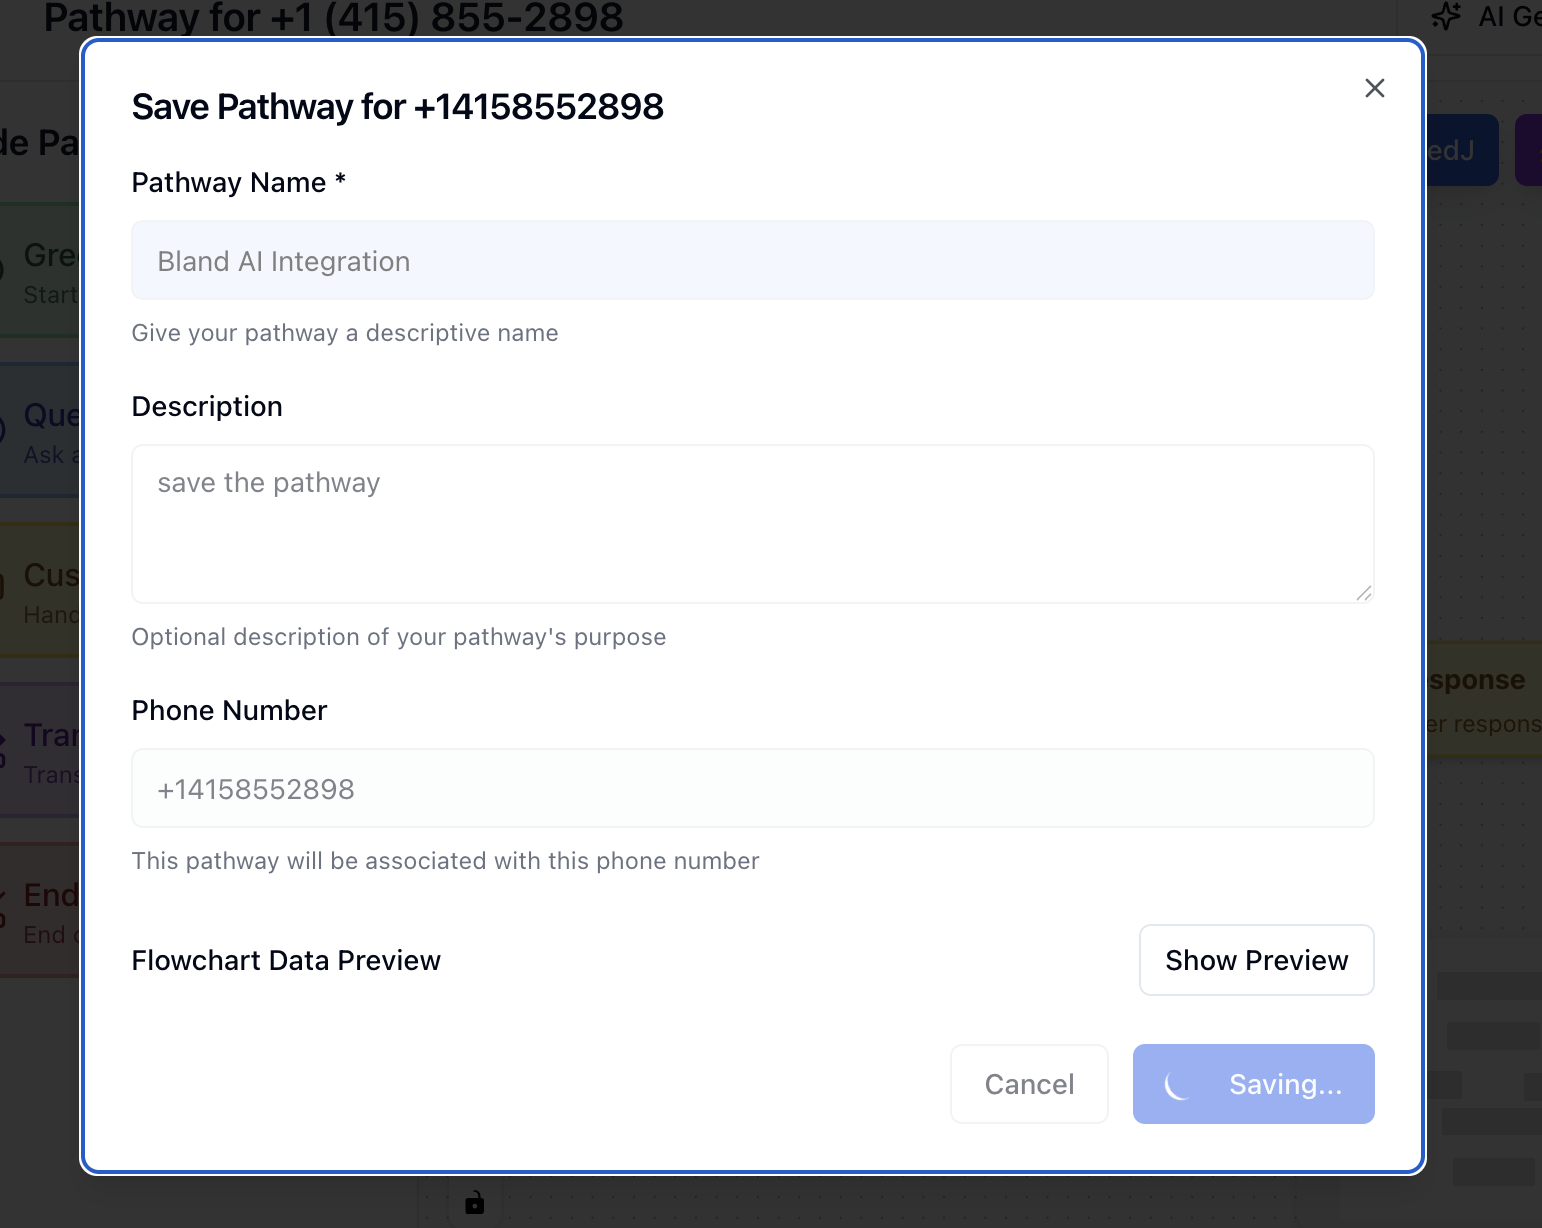 Pathway for +1 (415) 855-2898
AI Ge
Save Pathway for +14158552898
de Pa
edJ
Pathway Name *
Bland AI Integration
Gree
Start
Give your pathway a descriptive name
Description
Que
Ask a
save the pathway
Cus
Hand
Optional description of your pathway's purpose
sponse
er respons
Phone Number
Tran
Trans
+14158552898
This pathway will be associated with this phone number
End
End c
Flowchart Data Preview
Show Preview
Cancel
Saving...